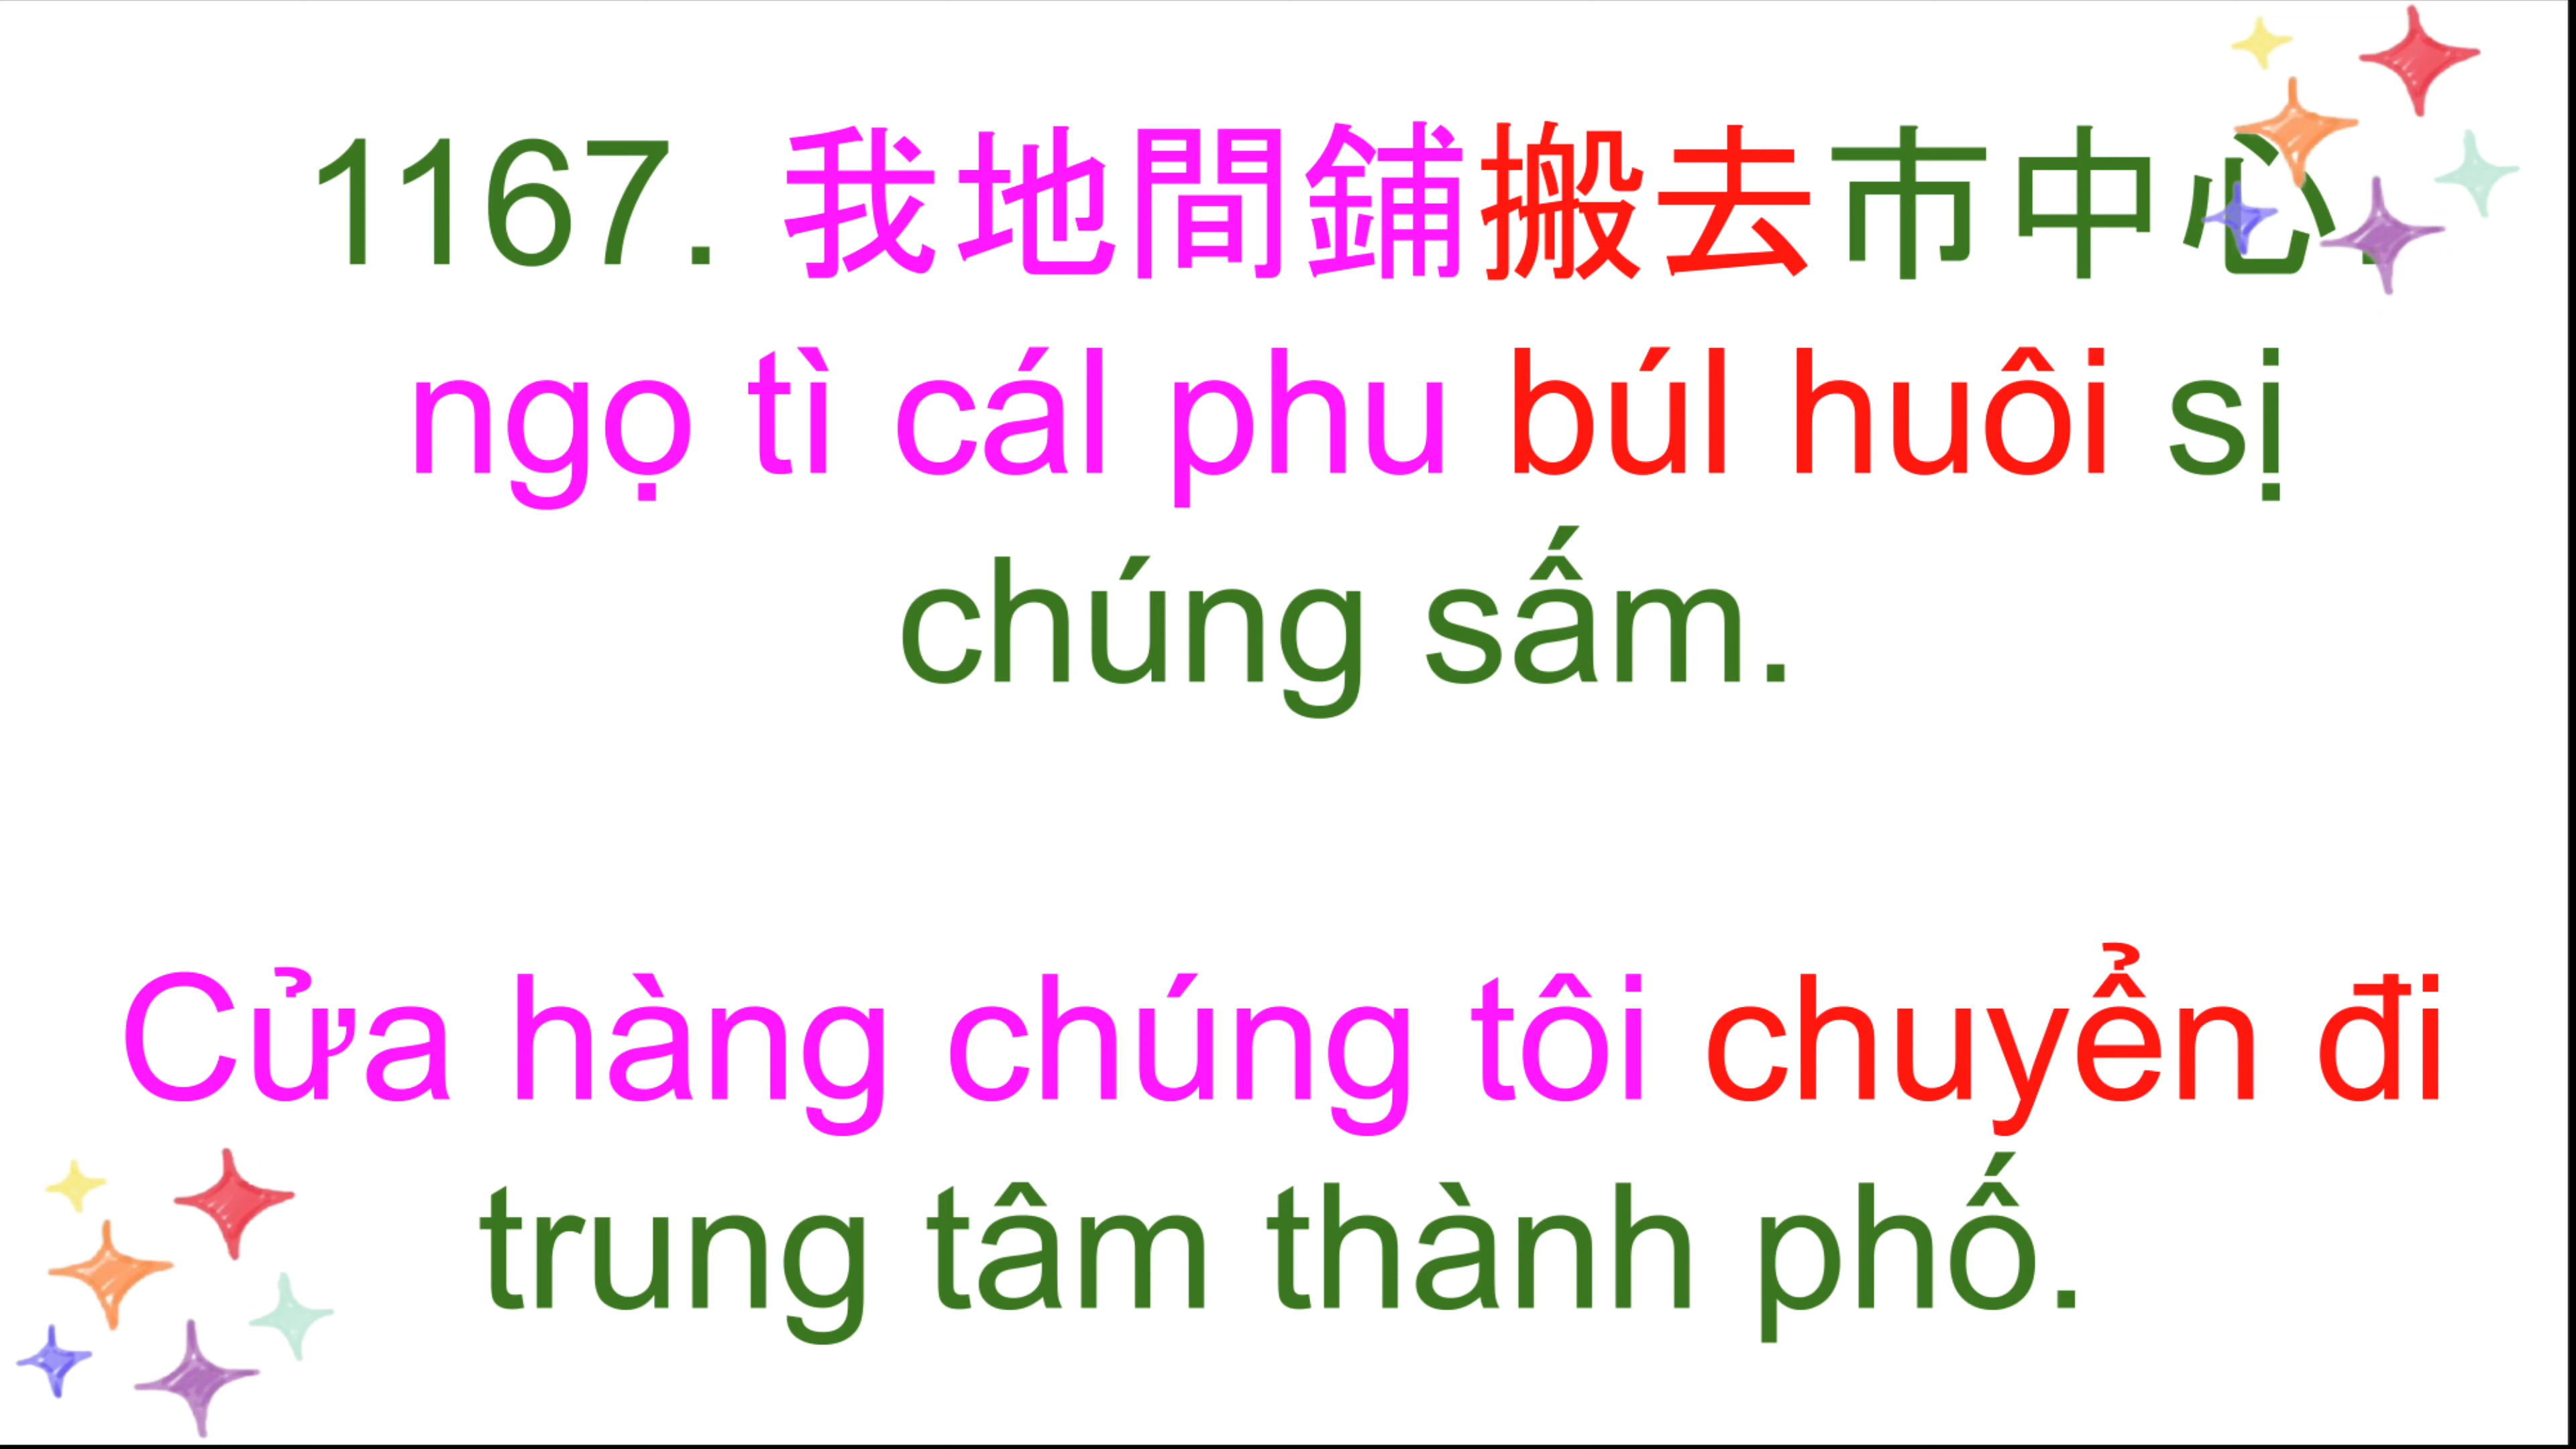 1167. 我地間鋪搬去市中心.
ngọ tì cál phu búl huôi sị
chúng sấm.
Cửa hàng chúng tôi chuyển đi
trung tâm thành phố.